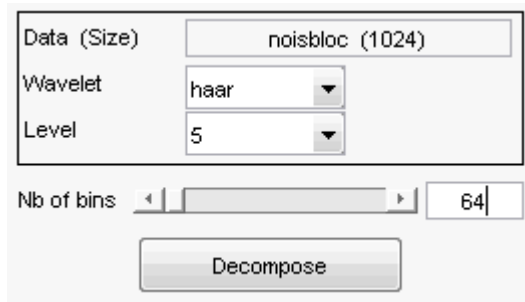 Data (Size) noisbloc (1024)
Wavelet haar
Level 5
Nb of bins 64
Decompose